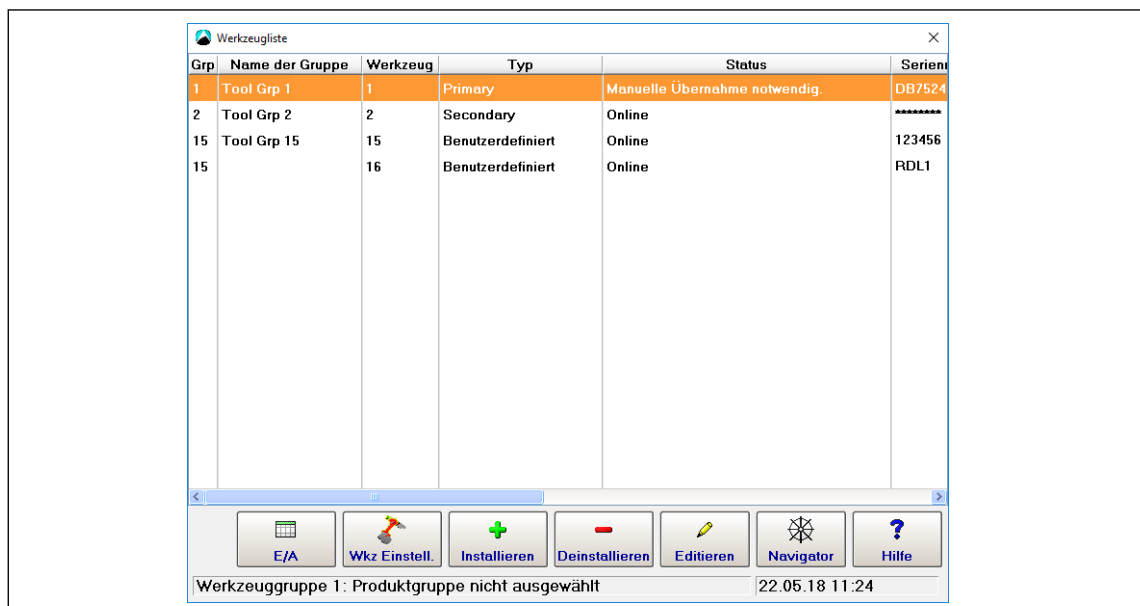 Werkzeugliste
Grp Name der Gruppe Werkzeug Typ Status Serienn
1 Tool Grp 1 1 Primary Manuelle Übernahme notwendig. DB7524
2 Tool Grp 2 2 Secondary Online ********
15 Tool Grp 15 15 Benutzerdefiniert Online 123456
15 16 Benutzerdefiniert Online RDL1
E/A Wkz Einstell. Installieren Deinstallieren Editieren Navigator Hilfe
Werkzeuggruppe 1: Produktgruppe nicht ausgewählt 22.05.18 11:24